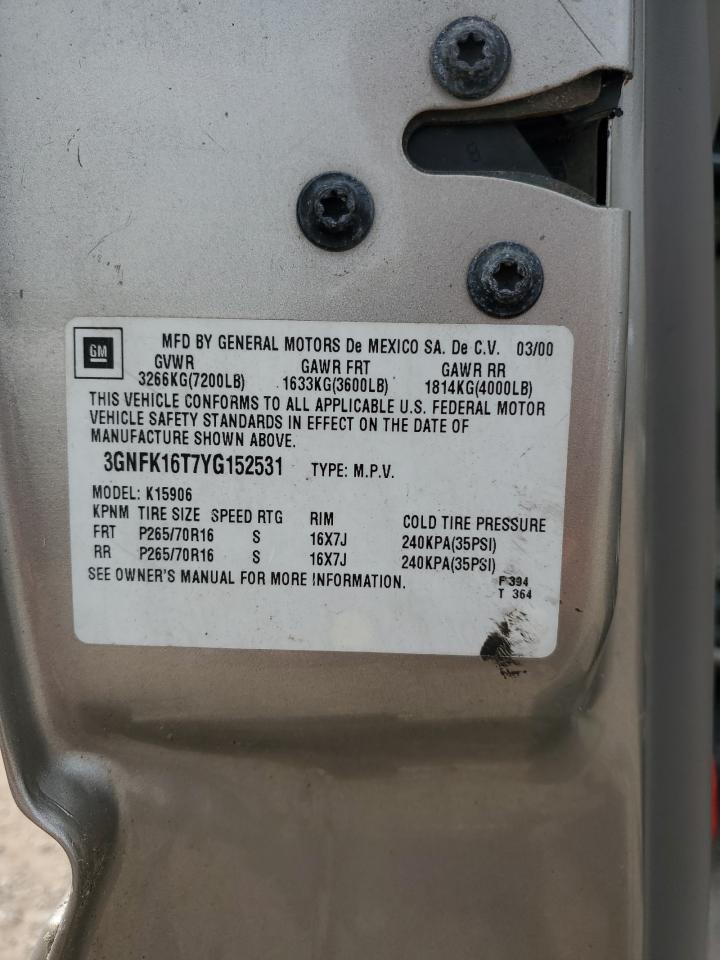 GM
MFD BY GENERAL MOTORS De MEXICO SA. De C.V. 03/00
GVWR GAWR FRT GAWR RR
3266KG(7200LB) 1633KG(3600LB) 1814KG(4000LB)
THIS VEHICLE CONFORMS TO ALL APPLICABLE U.S. FEDERAL MOTOR
VEHICLE SAFETY STANDARDS IN EFFECT ON THE DATE OF
MANUFACTURE SHOWN ABOVE.
3GNFK16T7YG152531 TYPE: M.P.V.
MODEL: K15906
KPNM TIRE SIZE SPEED RTG RIM COLD TIRE PRESSURE
FRT P265/70R16 S 16X7J 240KPA(35PSI)
RR P265/70R16 S 16X7J 240KPA(35PSI)
SEE OWNER'S MANUAL FOR MORE INFORMATION.
F 394
T 364